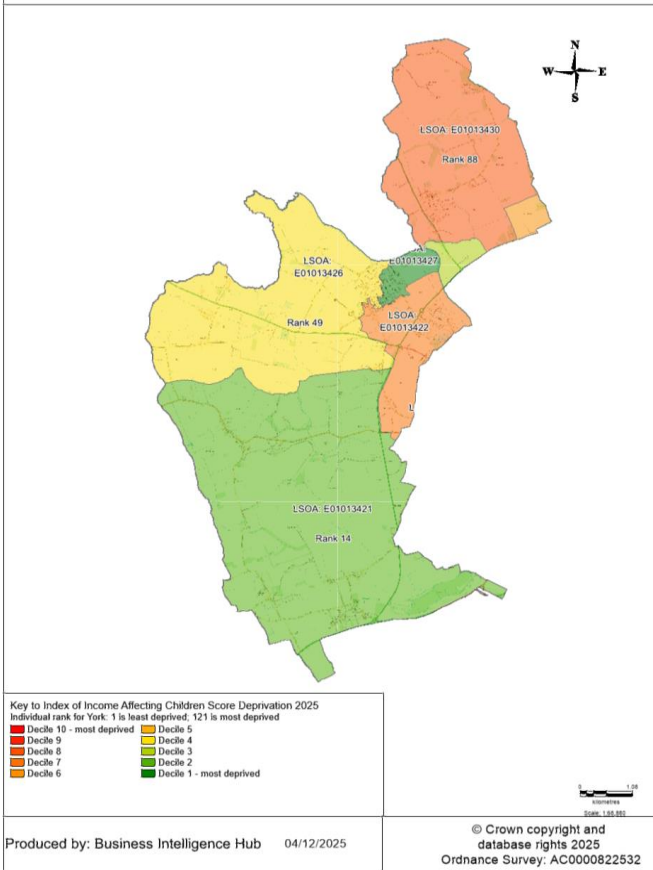 N
W E
S
LSOA: E01013430
Rank 88
LSOA:
E01013426
E01013427
LSOA:
E01013422
Rank 49
L
LSOA: E01013421
Rank 14
Key to Index of Income Affecting Children Score Deprivation 2025
Individual rank for York: 1 is least deprived; 121 is most deprived
Decile 10 - most deprived
Decile 9
Decile 8
Decile 7
Decile 6
Decile 5
Decile 4
Decile 3
Decile 2
Decile 1 - most deprived
0 1.08
kilometres
Scale: 1:66,860
Produced by: Business Intelligence Hub 04/12/2025
© Crown copyright and
database rights 2025
Ordnance Survey: AC0000822532